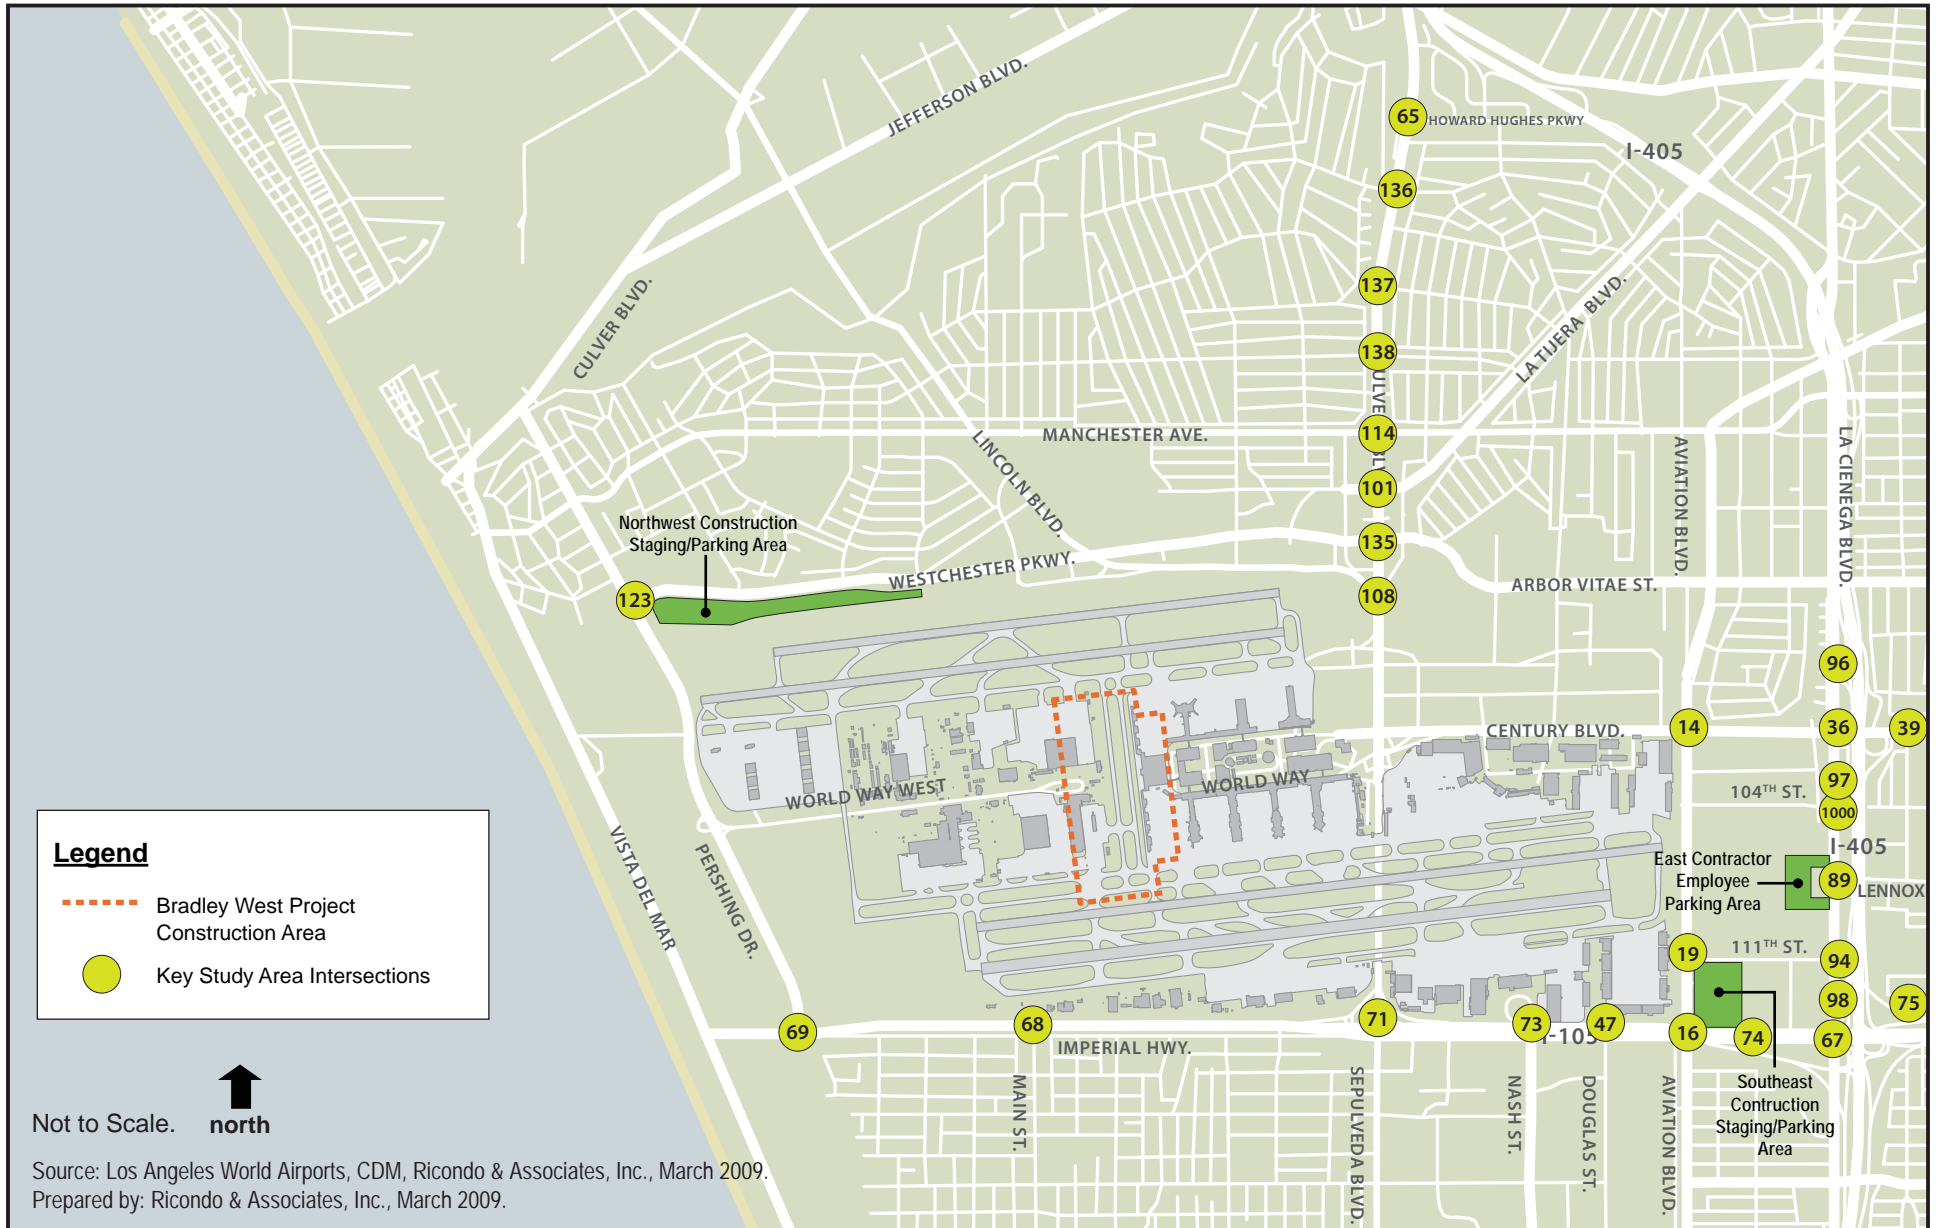 JEFFERSON BLVD.
65
HOWARD HUGHES PKWY
I-405
136
CULVER BLVD.
137
LA TIJERA BLVD.
138
ULVE
114
BLV
MANCHESTER AVE.
LINCOLN BLVD.
AVIATION BLVD.
LA CIENEGA BLVD.
101
Northwest Construction
Staging/Parking Area
135
WESTCHESTER PKWY.
ARBOR VITAE ST.
123
108
96
14
36
39
CENTURY BLVD.
WORLD WAY WEST
WORLD WAY
97
104TH ST.
1000
I-405
East Contractor
Employee
Parking Area
89
LENNOX
VISTA DEL MAR
PERSHING DR.
19
111TH ST.
94
98
75
69
68
71
73
47
16
74
67
I-105
IMPERIAL HWY.
MAIN ST.
SEPULVEDA BLVD.
NASH ST.
DOUGLAS ST.
AVIATION BLVD.
Southeast
Contruction
Staging/Parking
Area
Legend
Bradley West Project
Construction Area
Key Study Area Intersections
Not to Scale.
north
Source: Los Angeles World Airports, CDM, Ricondo & Associates, Inc., March 2009.
Prepared by: Ricondo & Associates, Inc., March 2009.